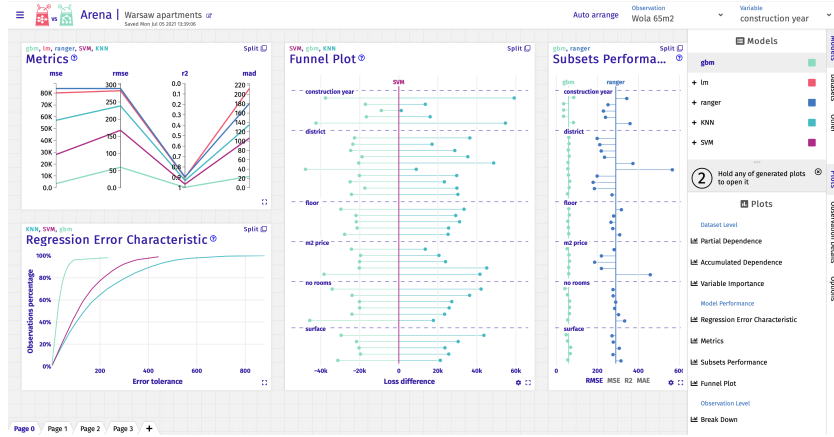 vs Arena Warsaw apartments
Saved Mon Jul 05 2021 13:39:06
Auto arrange
Observation
Wola 65m2
Variable
construction year
gbm, lm, ranger, SVM, KNN Split
Metrics
mse rmse r2 mad
80K 70K 60K 50K 40K 30K 20K 10K 0.0
300 250 200 150 100 50 0.0
0.0 0.1 0.2 0.3 0.4 0.5 0.6 0.7 0.8 0.9 1
220 200 180 160 140 120 100 80 60 40 20 0.0
KNN, SVM, gbm Split
Regression Error Characteristic
Observations percentage
100%
80%
60%
40%
20%
0%
200 400 600 800
Error tolerance
SVM, gbm, KNN Split
Funnel Plot
SVM
construction year
district
floor
m2 price
no rooms
surface
-40k -20k 0 20k 40k 60k
Loss difference
gbm, ranger Split
Subsets Performa...
gbm ranger
construction year
district
floor
m2 price
no rooms
surface
0 200 400 600
RMSE MSE R2 MAE
Models
gbm
+ lm
+ ranger
+ KNN
+ SVM
2 Hold any of generated plots
to open it
Plots
Dataset Level
Partial Dependence
Accumulated Dependence
Variable Importance
Model Performance
Regression Error Characteristic
Metrics
Subsets Performance
Funnel Plot
Observation Level
Break Down
Models
Plots
Observation Details
Options
Page 0 Page 1 Page 2 Page 3 +